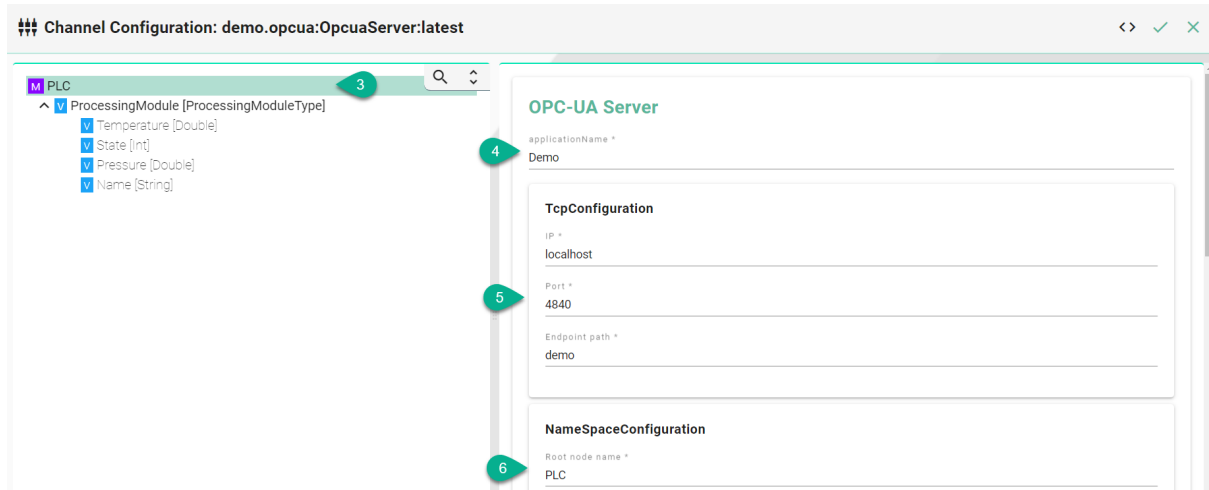 Channel Configuration: demo.opcua:OpcuaServer:latest
M PLC
3
V ProcessingModule [ProcessingModuleType]
V Temperature [Double]
V State [Int]
V Pressure [Double]
V Name [String]
OPC-UA Server
applicationName *
4
Demo
TcpConfiguration
IP *
localhost
Port *
5
4840
Endpoint path *
demo
NameSpaceConfiguration
Root node name *
6
PLC